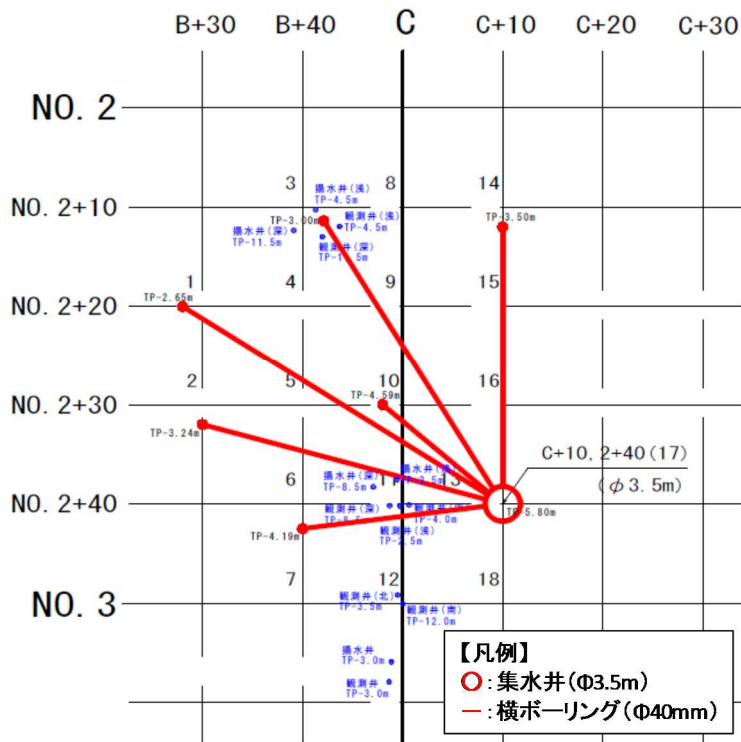 B+30 B+40 C C+10 C+20 C+30
NO. 2
3 8 14
揚水井(浅)
TP-4.5m
NO. 2+10
TP-3.00m
観測井(浅)
TP-4.5m
TP-3.50m
揚水井(深)
TP-11.5m
観測井(深)
1 4 9 15
TP-2.65m
NO. 2+20
2 5 10 16
TP-4.59m
NO. 2+30
TP-3.24m
C+10, 2+40(17)
(φ3.5m)
6 11 13
揚水井(深)
TP-8.5m
NO. 2+40
観測井(深)
TP-4.0m
TP-5.80m
TP-4.19m
観測井(浅)
TP-2.5m
7 12 18
観測井(北)
TP-3.5m
NO. 3
観測井(南)
TP-12.0m
揚水井
TP-3.0m
観測井
TP-3.0m
【凡例】
○:集水井(Φ3.5m)
─:横ボーリング(Φ40mm)